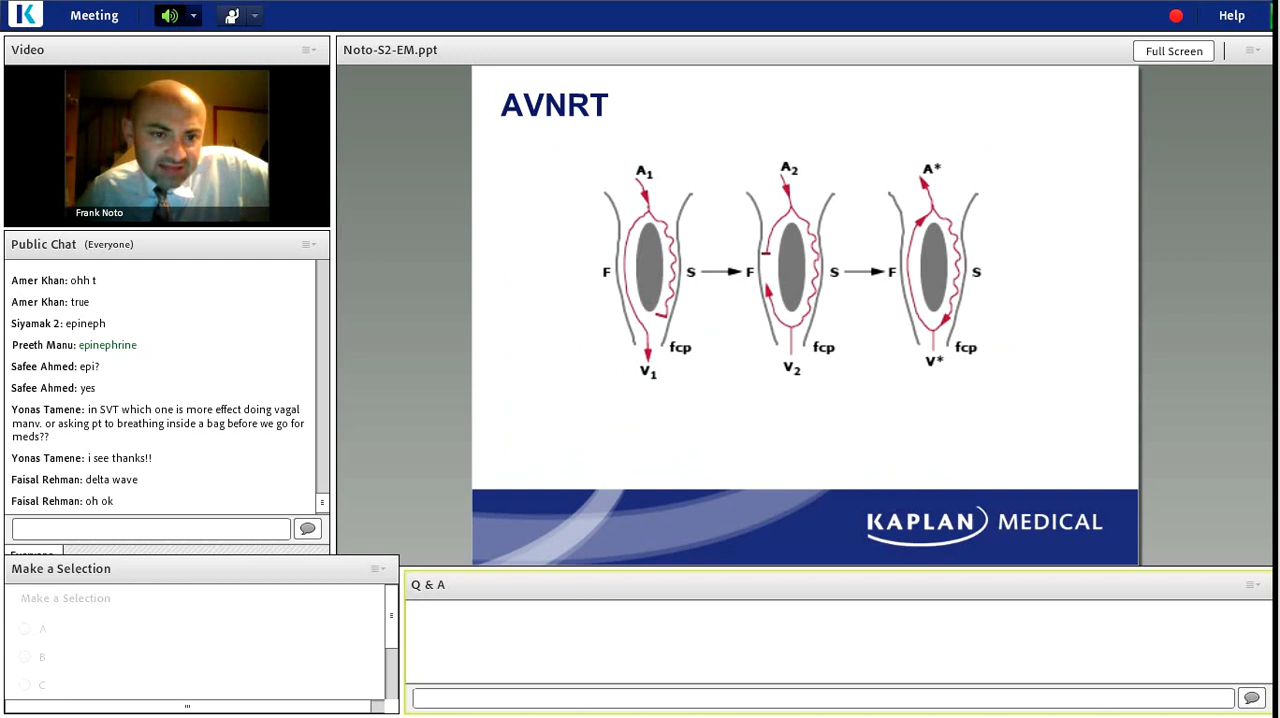 Meeting
Help
Video
Frank Noto
Public Chat (Everyone)
Amer Khan: ohh t
Amer Khan: true
Siyamak 2: epineph
Preeth Manu: epinephrine
Safee Ahmed: epi?
Safee Ahmed: yes
Yonas Tamene: in SVT which one is more effect doing vagal
manv. or asking pt to breathing inside a bag before we go for
meds??
Yonas Tamene: i see thanks!!
Faisal Rehman: delta wave
Faisal Rehman: oh ok
Everyone
Make a Selection
Make a Selection
A
B
C
Noto-S2-EM.ppt
Full Screen
AVNRT
A1 A2 A*
F S F S F S
fcp fcp fcp
V1 V2 V*
KAPLAN MEDICAL
Q & A